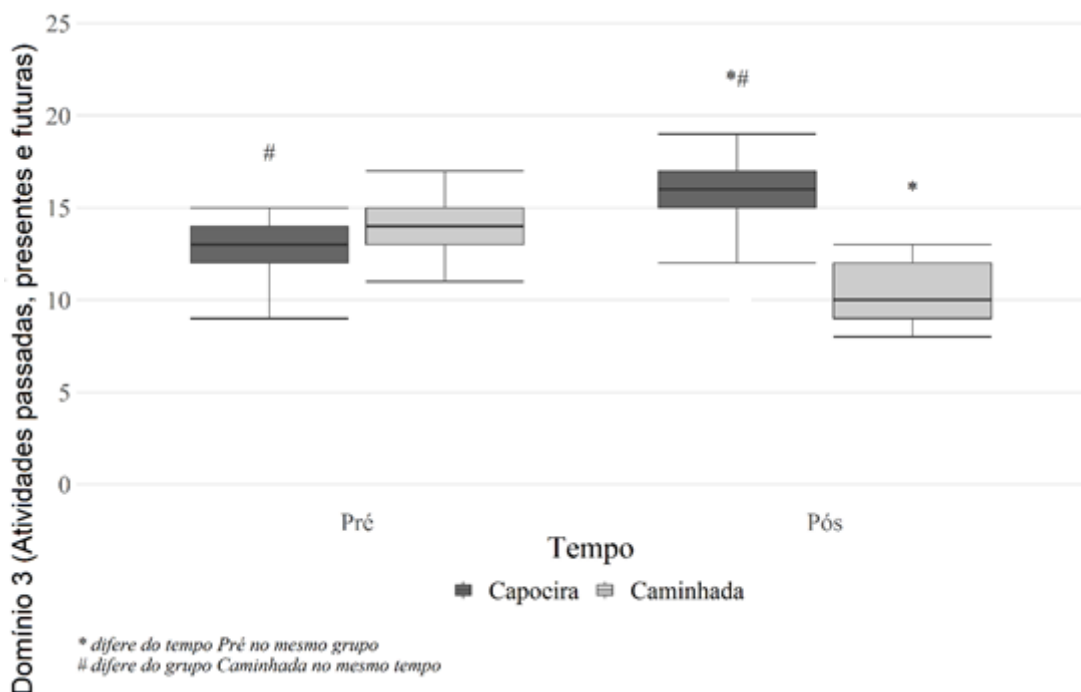 Domínio 3 (Atividades passadas, presentes e futuras)
25
20
15
10
5
0
#
*#
*
Pré
Pós
Tempo
Capocira
Caminhada
* difere do tempo Pré no mesmo grupo
# difere do grupo Caminhada no mesmo tempo